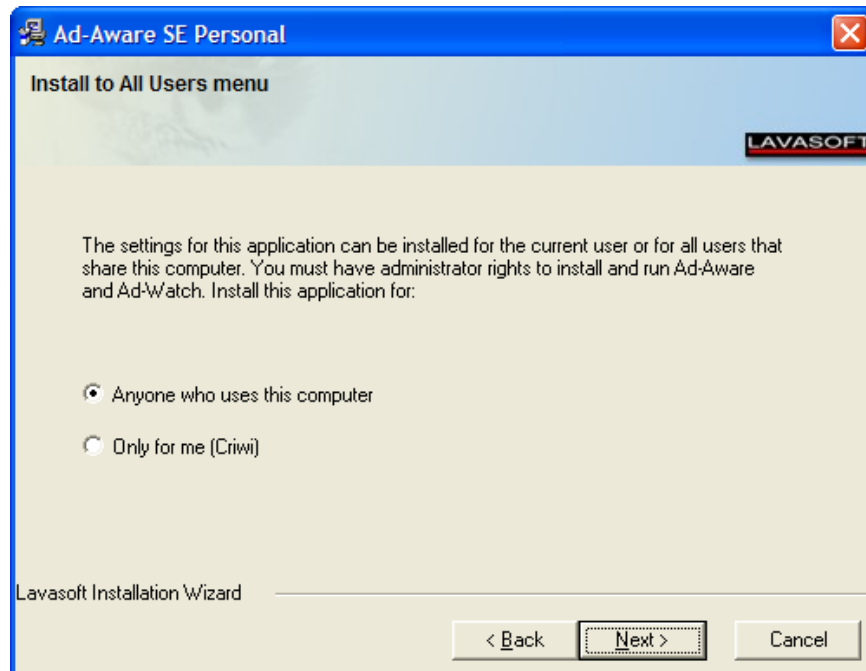 Ad-Aware SE Personal
Install to All Users menu
LAVASOFT
The settings for this application can be installed for the current user or for all users that
share this computer. You must have administrator rights to install and run Ad-Aware
and Ad-Watch. Install this application for:
Anyone who uses this computer
Only for me (Criwi)
Lavasoft Installation Wizard
< Back Next > Cancel